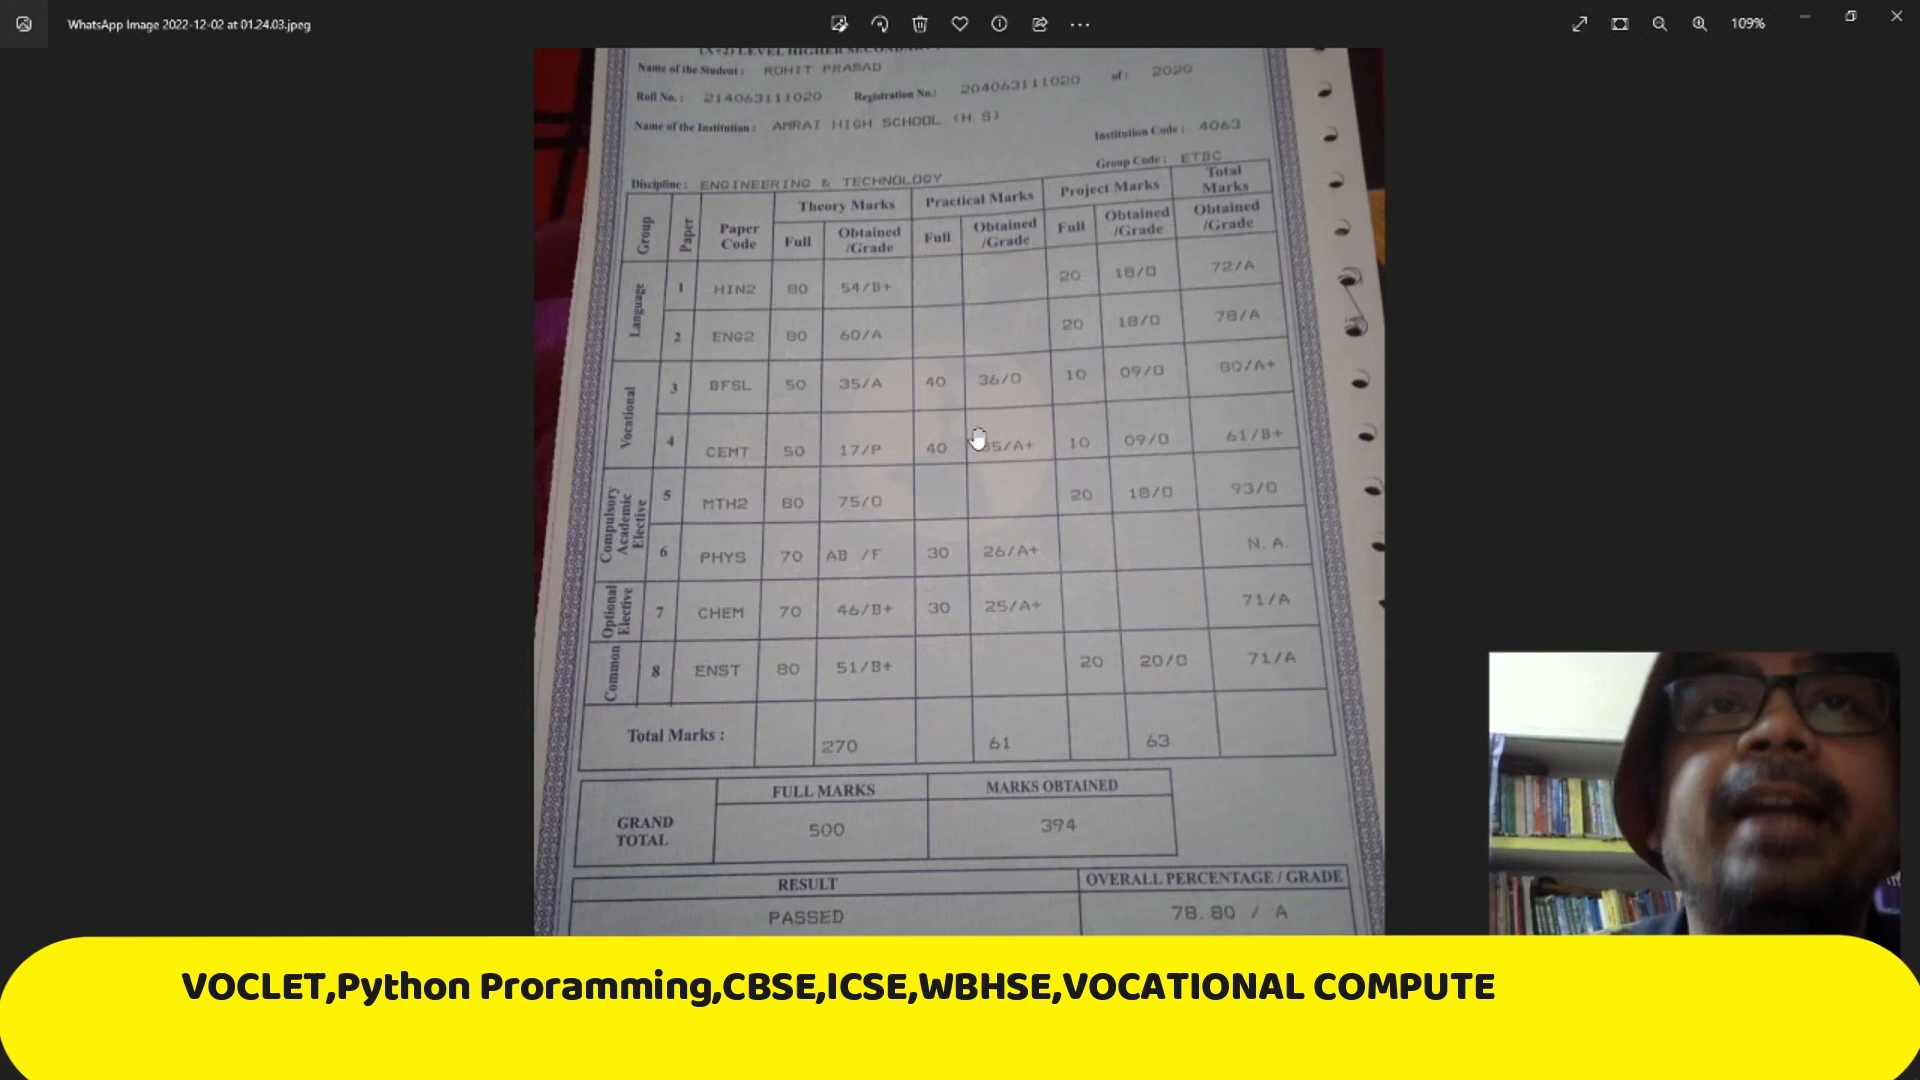 WhatsApp Image 2022-12-02 at 01.24.03.jpeg
109%
(X+2) LEVEL HIGHER SECONDARY
Name of the Student : ROHIT PRASAD
Roll No. : 214063111020 Registration No.: 204063111020 of : 2020
Name of the Institution : AMRAI HIGH SCHOOL (H.S)
Institution Code : 4063
Group Code : ETBC
Discipline : ENGINEERING & TECHNOLOGY
Group Paper Paper Code Theory Marks Practical Marks Project Marks Total Marks
Full Obtained /Grade Full Obtained /Grade Full Obtained /Grade Obtained /Grade
Language 1 HIN2 80 54/B+ 20 18/O 72/A
2 ENG2 80 60/A 20 18/O 78/A
Vocational 3 BFSL 50 35/A 40 36/O 10 09/O 80/A+
4 CEMT 50 17/P 40 35/A+ 10 09/O 61/B+
Compulsory Academic Elective 5 MTH2 80 75/O 20 18/O 93/O
6 PHYS 70 AB /F 30 26/A+ N.A.
Optional Elective 7 CHEM 70 46/B+ 30 25/A+ 71/A
Common 8 ENST 80 51/B+ 20 20/O 71/A
Total Marks : 270 61 63
GRAND TOTAL FULL MARKS MARKS OBTAINED
500 394
RESULT OVERALL PERCENTAGE / GRADE
PASSED 78.80 / A
VOCLET,Python Proramming,CBSE,ICSE,WBHSE,VOCATIONAL COMPUTE